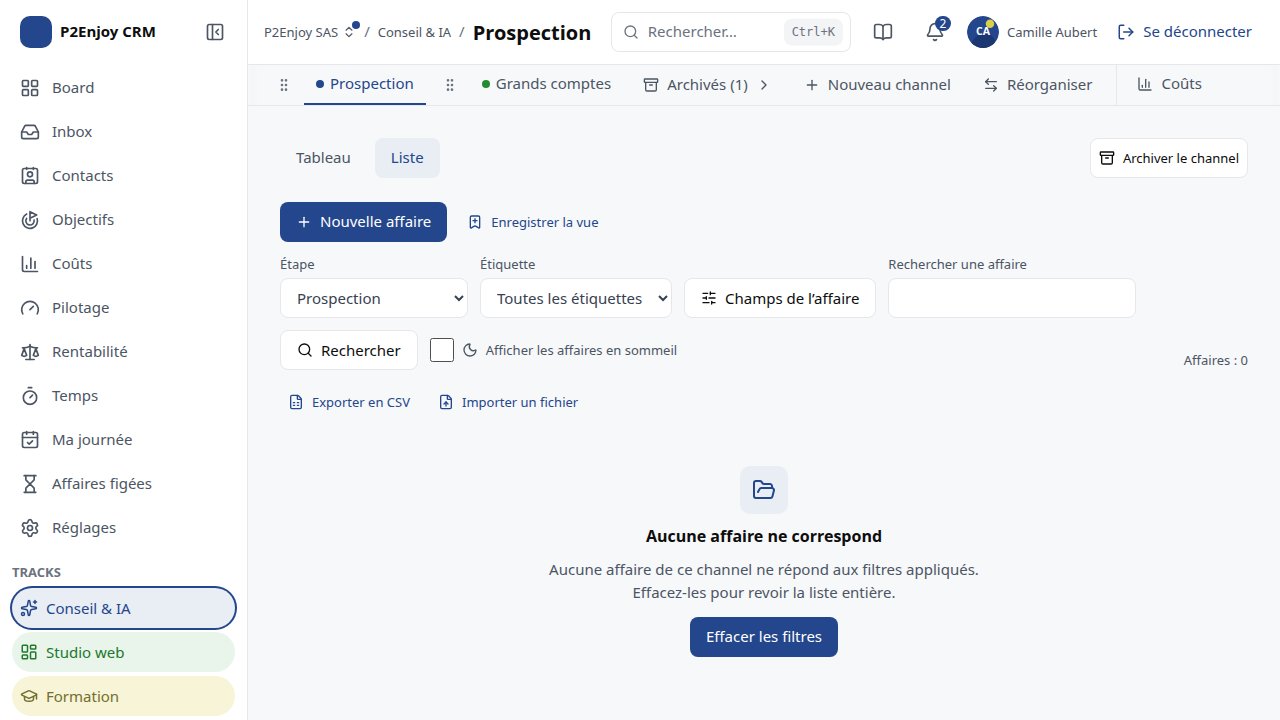 P2Enjoy CRM
Board
Inbox
Contacts
Objectifs
Coûts
Pilotage
Rentabilité
Temps
Ma journée
Affaires figées
Réglages
TRACKS
Conseil & IA
Studio web
Formation
P2Enjoy SAS / Conseil & IA / Prospection
Rechercher... Ctrl+K
2
CA Camille Aubert
Se déconnecter
Prospection
Grands comptes
Archivés (1)
Nouveau channel
Réorganiser
Coûts
Tableau Liste
Archiver le channel
Nouvelle affaire Enregistrer la vue
Étape Étiquette Rechercher une affaire
Prospection Toutes les étiquettes Champs de l’affaire
Rechercher Afficher les affaires en sommeil
Affaires : 0
Exporter en CSV Importer un fichier
Aucune affaire ne correspond
Aucune affaire de ce channel ne répond aux filtres appliqués.
Effacez-les pour revoir la liste entière.
Effacer les filtres